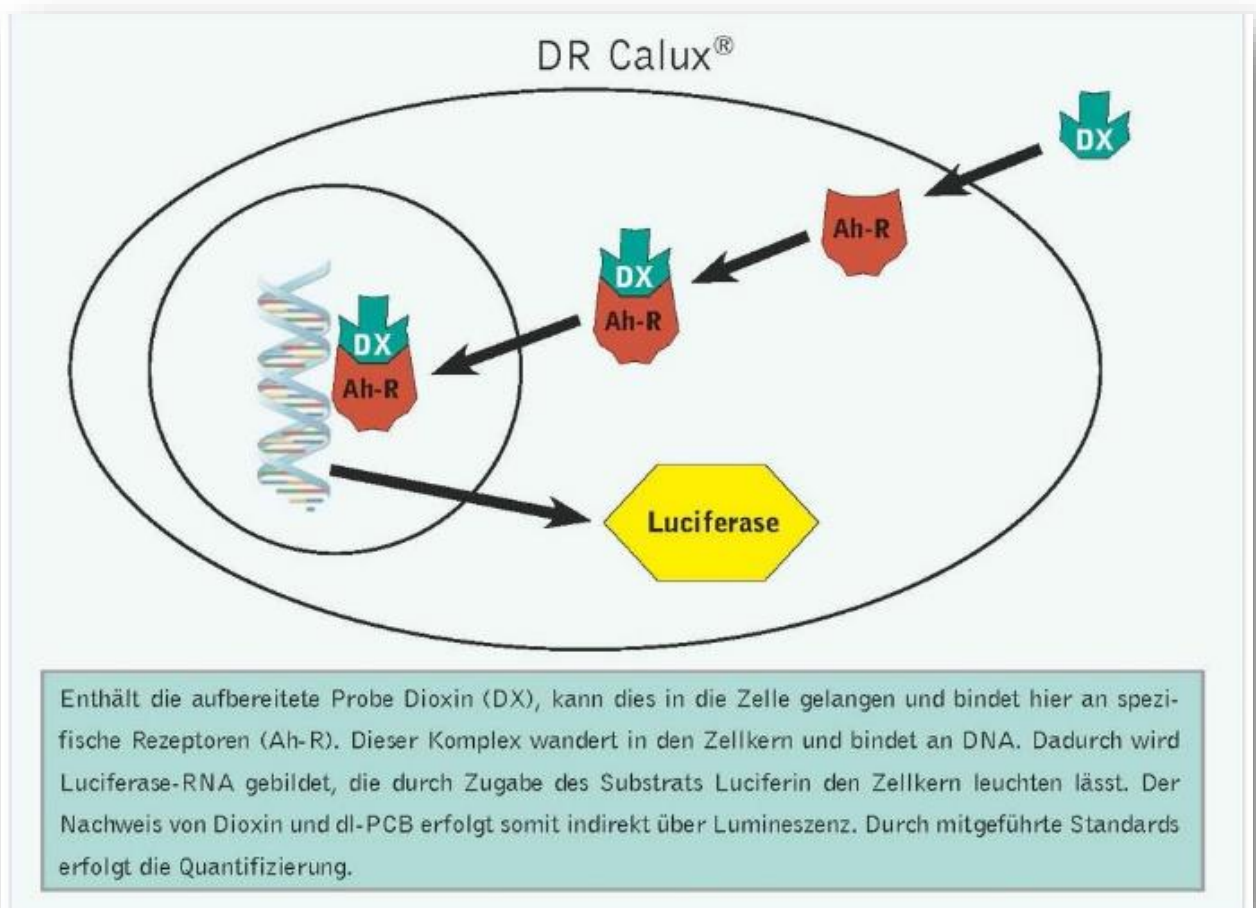 DR Calux®
DX
Ah-R
DX
Ah-R
DX
Ah-R
Luciferase
Enthält die aufbereitete Probe Dioxin (DX), kann dies in die Zelle gelangen und bindet hier an spezi-
fische Rezeptoren (Ah-R). Dieser Komplex wandert in den Zellkern und bindet an DNA. Dadurch wird
Luciferase-RNA gebildet, die durch Zugabe des Substrats Luciferin den Zellkern leuchten lässt. Der
Nachweis von Dioxin und dl-PCB erfolgt somit indirekt über Lumineszenz. Durch mitgeführte Standards
erfolgt die Quantifizierung.